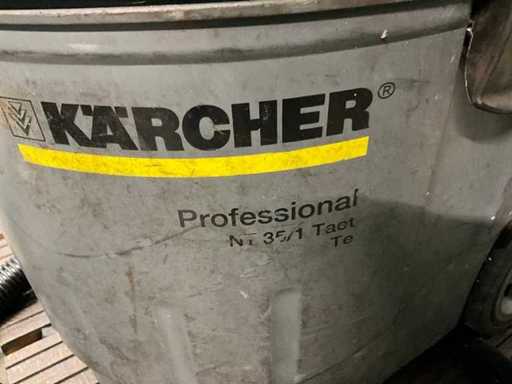 KÄRCHER®
Professional
NT 35/1 Tact
Te